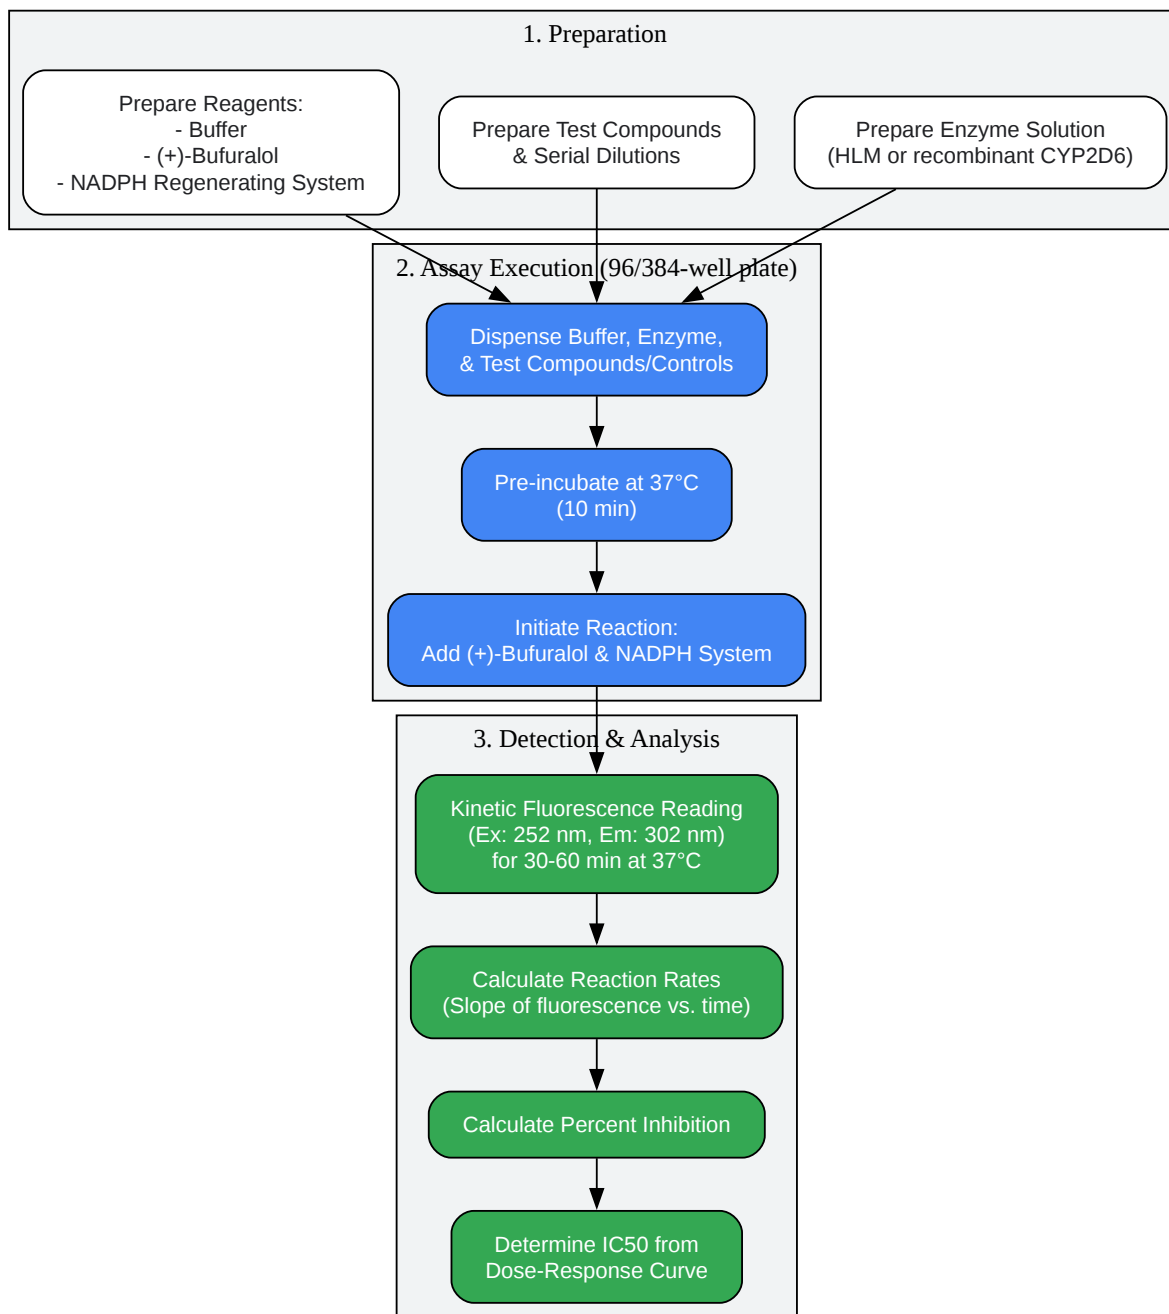 1. Preparation
Prepare Reagents:
- Buffer
- (+)-Bufuralol
- NADPH Regenerating System
Prepare Test Compounds
& Serial Dilutions
Prepare Enzyme Solution
(HLM or recombinant CYP2D6)
2. Assay Execution (96/384-well plate)
Dispense Buffer, Enzyme,
& Test Compounds/Controls
Pre-incubate at 37°C
(10 min)
Initiate Reaction:
Add (+)-Bufuralol & NADPH System
3. Detection & Analysis
Kinetic Fluorescence Reading
(Ex: 252 nm, Em: 302 nm)
for 30-60 min at 37°C
Calculate Reaction Rates
(Slope of fluorescence vs. time)
Calculate Percent Inhibition
Determine IC50 from
Dose-Response Curve